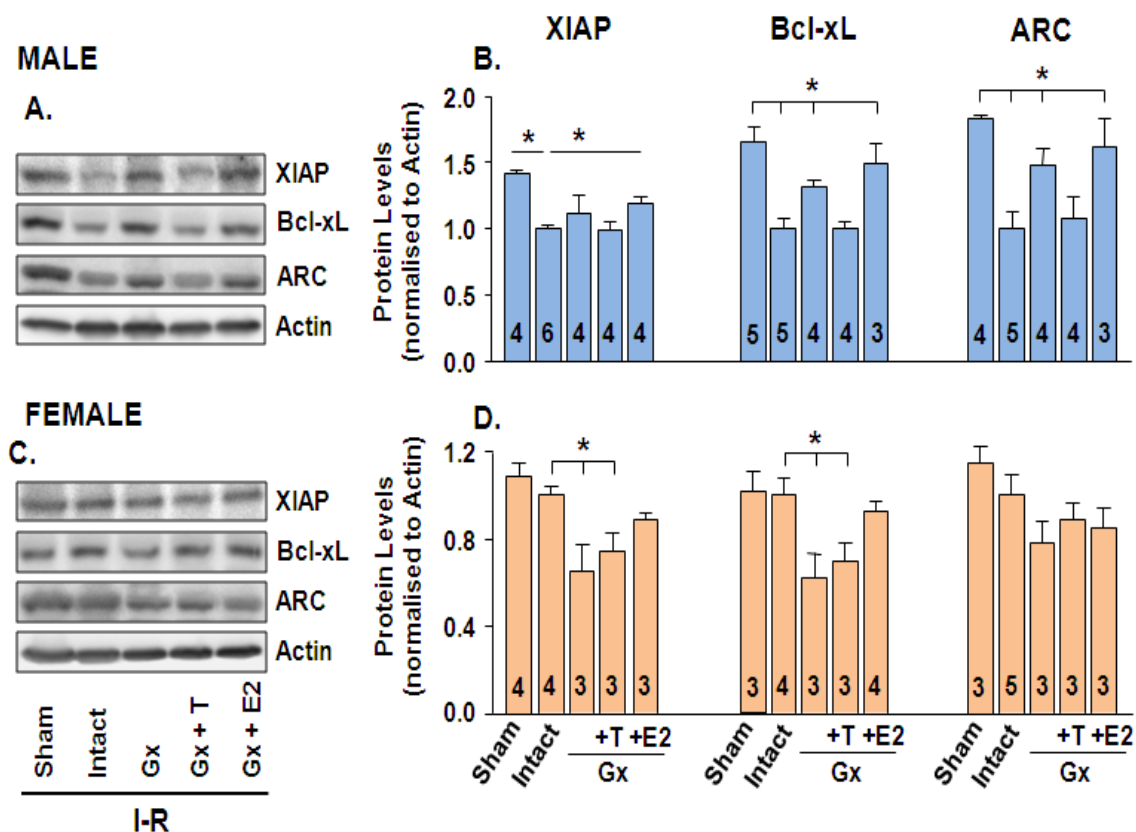 XIAP Bcl-xL ARC
MALE
A.
XIAP
Bcl-xL
ARC
Actin
B.
Protein Levels
(normalised to Actin)
2.0
1.5
1.0
0.5
0.0
* * * *
4 6 4 4 4
5 5 4 4 3
4 5 4 4 3
FEMALE
C.
XIAP
Bcl-xL
ARC
Actin
Sham Intact Gx Gx + T Gx + E2
I-R
D.
Protein Levels
(normalised to Actin)
1.2
0.8
0.4
0.0
* *
4 4 3 3 3
3 4 3 3 4
3 5 3 3 3
Sham Intact +T +E2
Gx
Sham Intact +T +E2
Gx
Sham Intact +T +E2
Gx